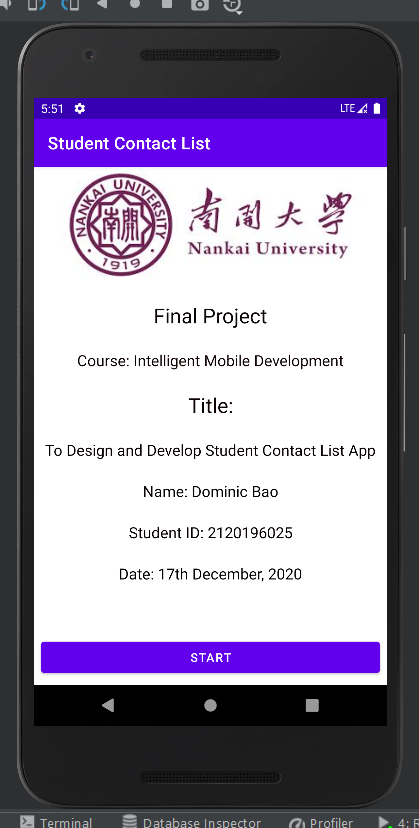 5:51
LTE
Student Contact List
NANKAI UNIVERSITY
南開
1919
南開大學
Nankai University
Final Project
Course: Intelligent Mobile Development
Title:
To Design and Develop Student Contact List App
Name: Dominic Bao
Student ID: 2120196025
Date: 17th December, 2020
START
Terminal
Database Inspector
Profiler
4: